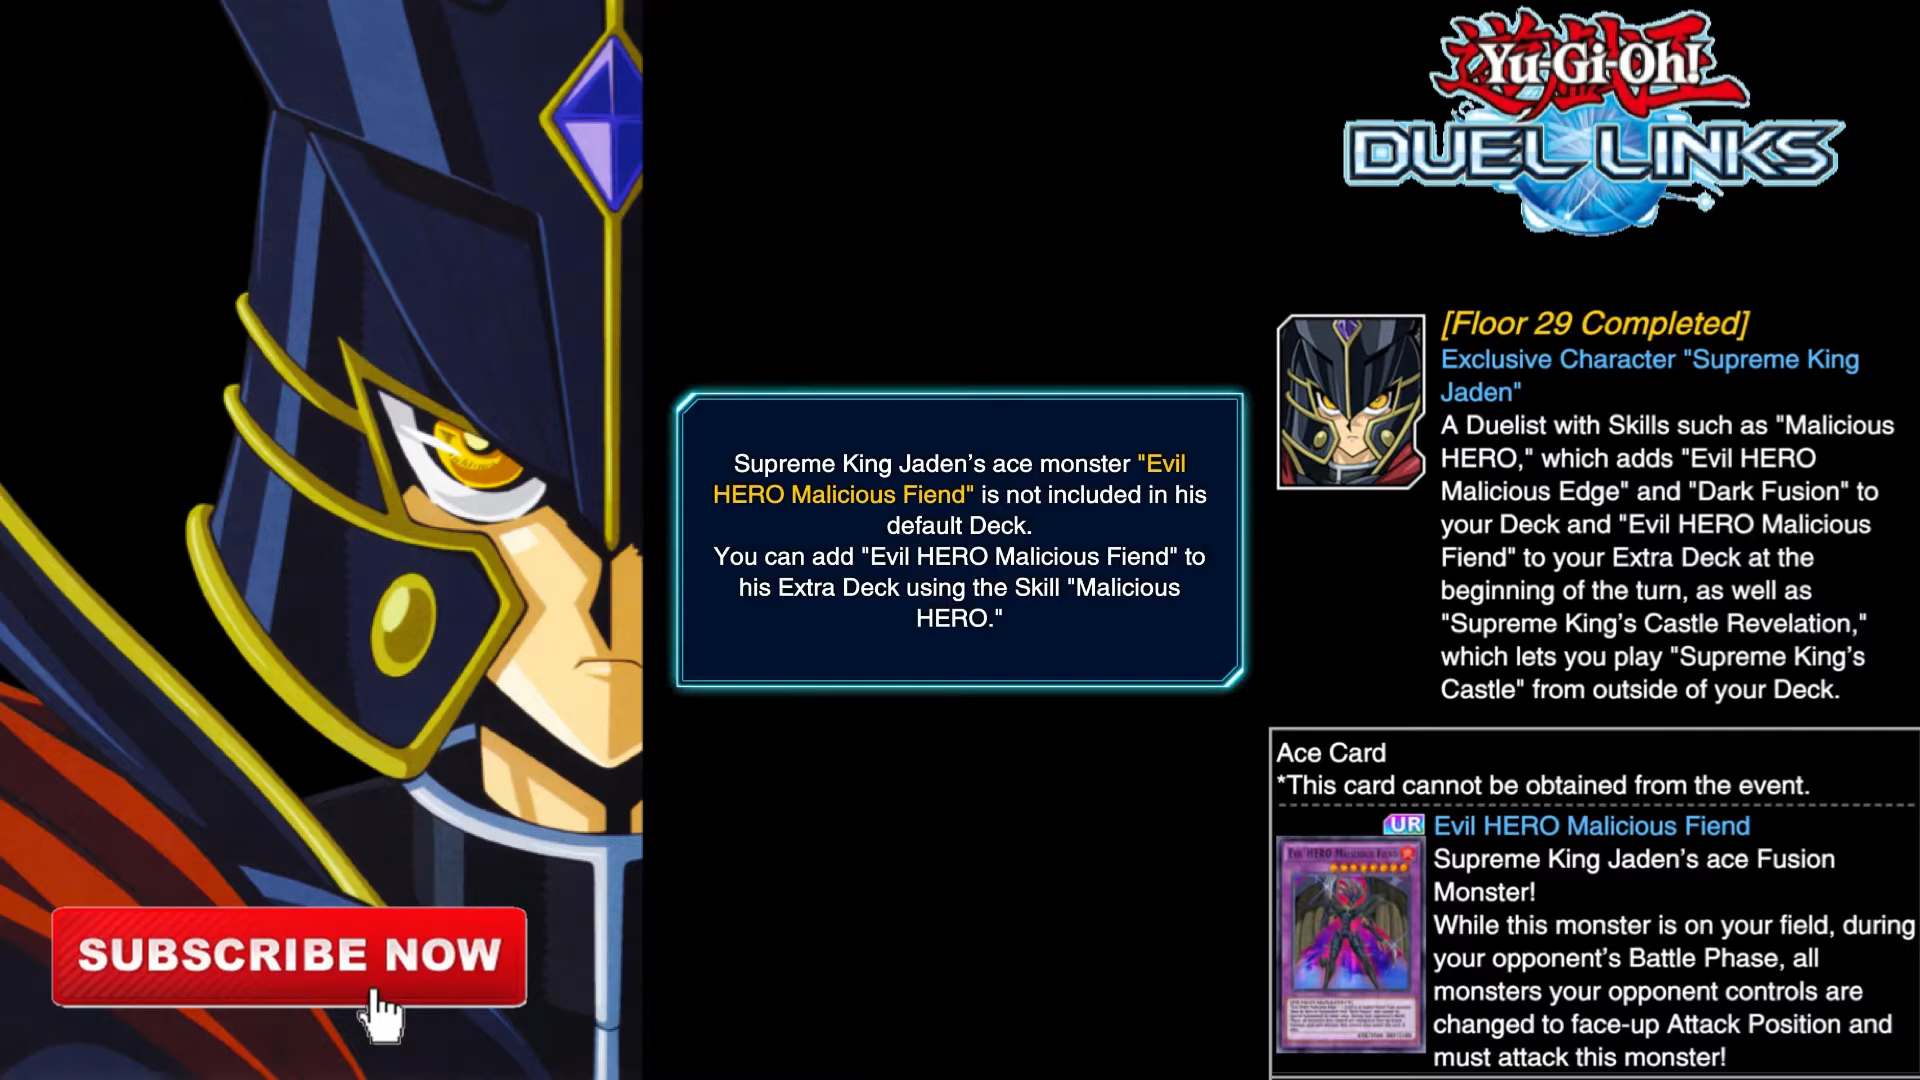 遊戯王
Yu-Gi-Oh!
DUEL LINKS
Supreme King Jaden’s ace monster "Evil
HERO Malicious Fiend" is not included in his
default Deck.
You can add "Evil HERO Malicious Fiend" to
his Extra Deck using the Skill "Malicious
HERO."
[Floor 29 Completed]
Exclusive Character "Supreme King
Jaden"
A Duelist with Skills such as "Malicious
HERO," which adds "Evil HERO
Malicious Edge" and "Dark Fusion" to
your Deck and "Evil HERO Malicious
Fiend" to your Extra Deck at the
beginning of the turn, as well as
"Supreme King’s Castle Revelation,"
which lets you play "Supreme King’s
Castle" from outside of your Deck.
Ace Card
*This card cannot be obtained from the event.
UR Evil HERO Malicious Fiend
Supreme King Jaden’s ace Fusion
Monster!
While this monster is on your field, during
your opponent’s Battle Phase, all
monsters your opponent controls are
changed to face-up Attack Position and
must attack this monster!
Evil HERO Malicious Fiend
SUBSCRIBE NOW